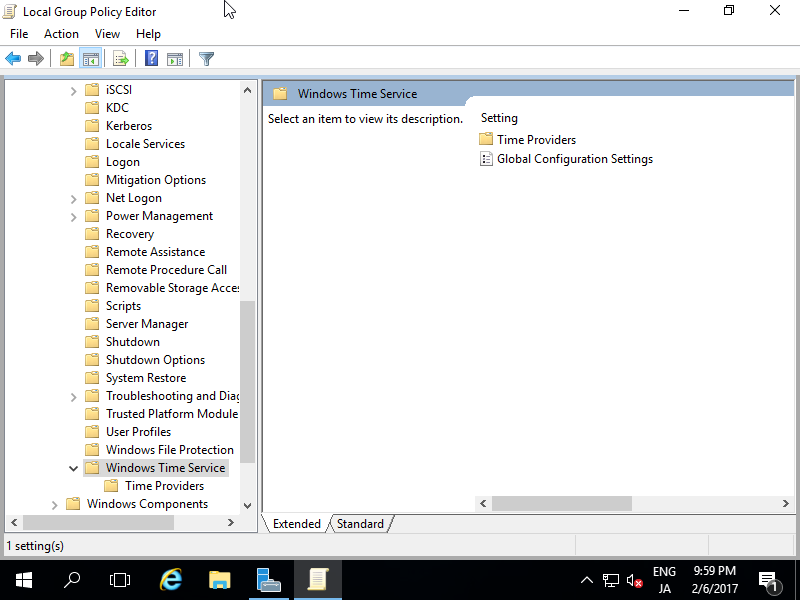 Local Group Policy Editor
File Action View Help
iSCSI
KDC
Kerberos
Locale Services
Logon
Mitigation Options
Net Logon
Power Management
Recovery
Remote Assistance
Remote Procedure Call
Removable Storage Acces
Scripts
Server Manager
Shutdown
Shutdown Options
System Restore
Troubleshooting and Diag
Trusted Platform Module
User Profiles
Windows File Protection
Windows Time Service
Time Providers
Windows Components
Windows Time Service
Select an item to view its description.
Setting
Time Providers
Global Configuration Settings
Extended Standard
1 setting(s)
ENG
JA
9:59 PM
2/6/2017
1